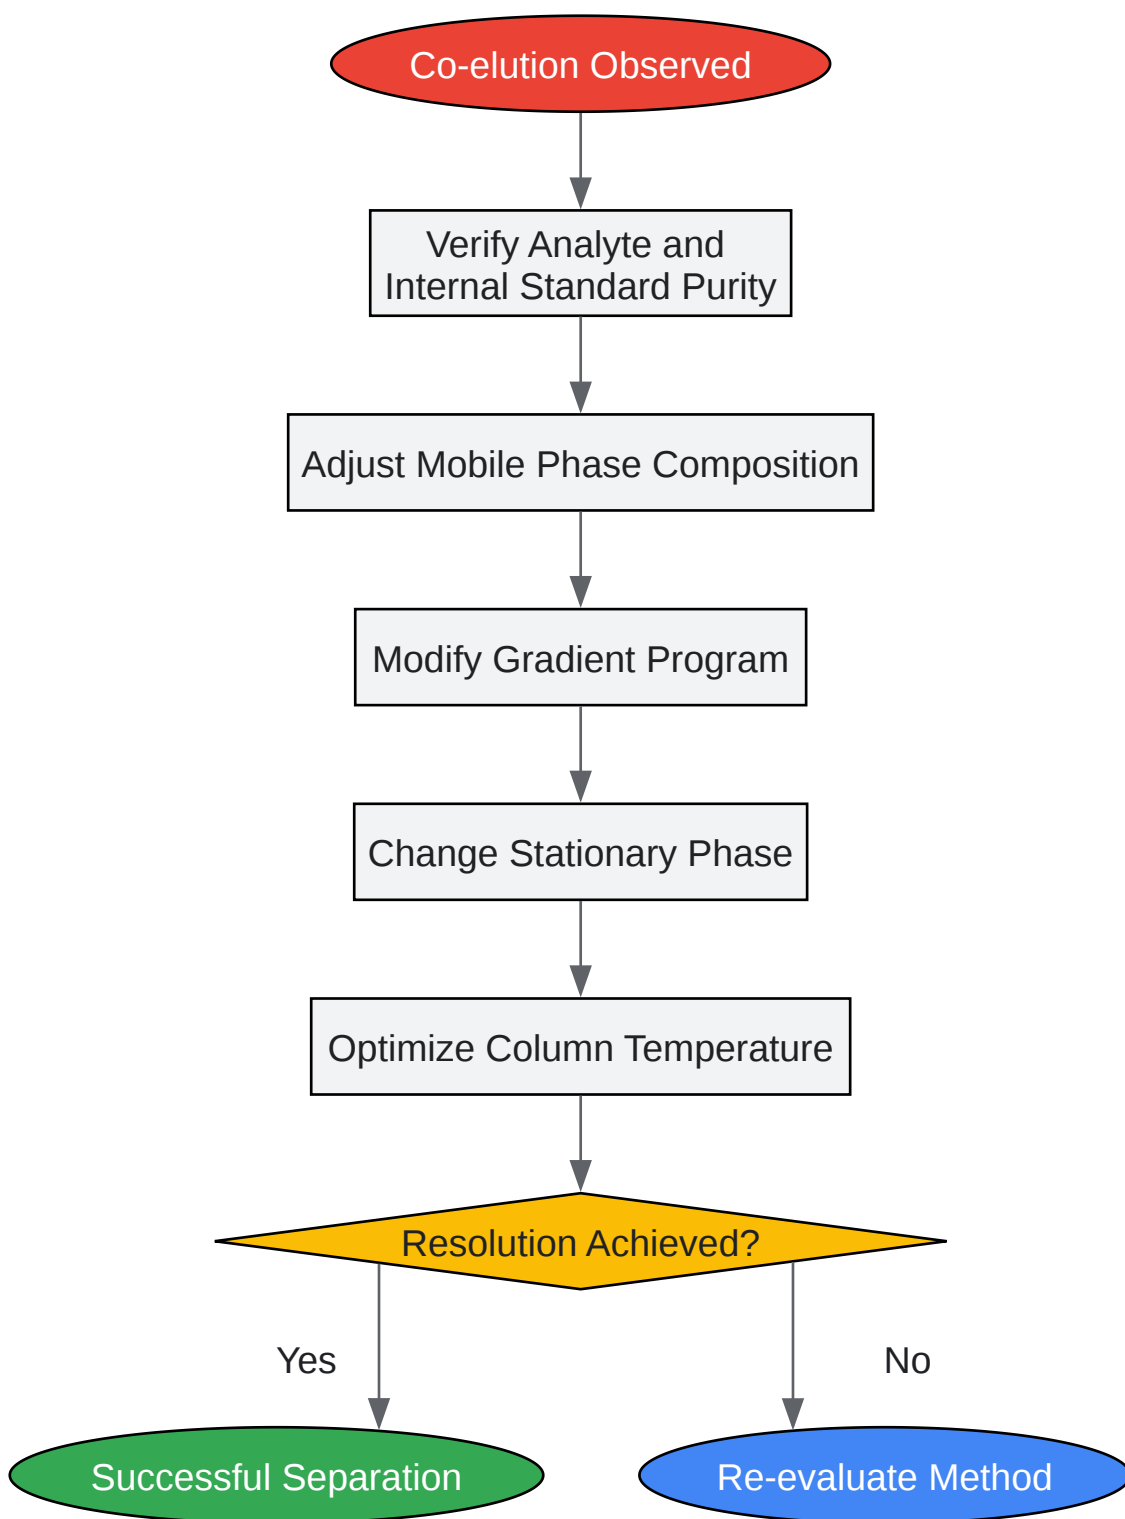 Co-elution Observed
Verify Analyte and
Internal Standard Purity
Adjust Mobile Phase Composition
Modify Gradient Program
Change Stationary Phase
Optimize Column Temperature
Resolution Achieved?
Yes
No
Successful Separation
Re-evaluate Method